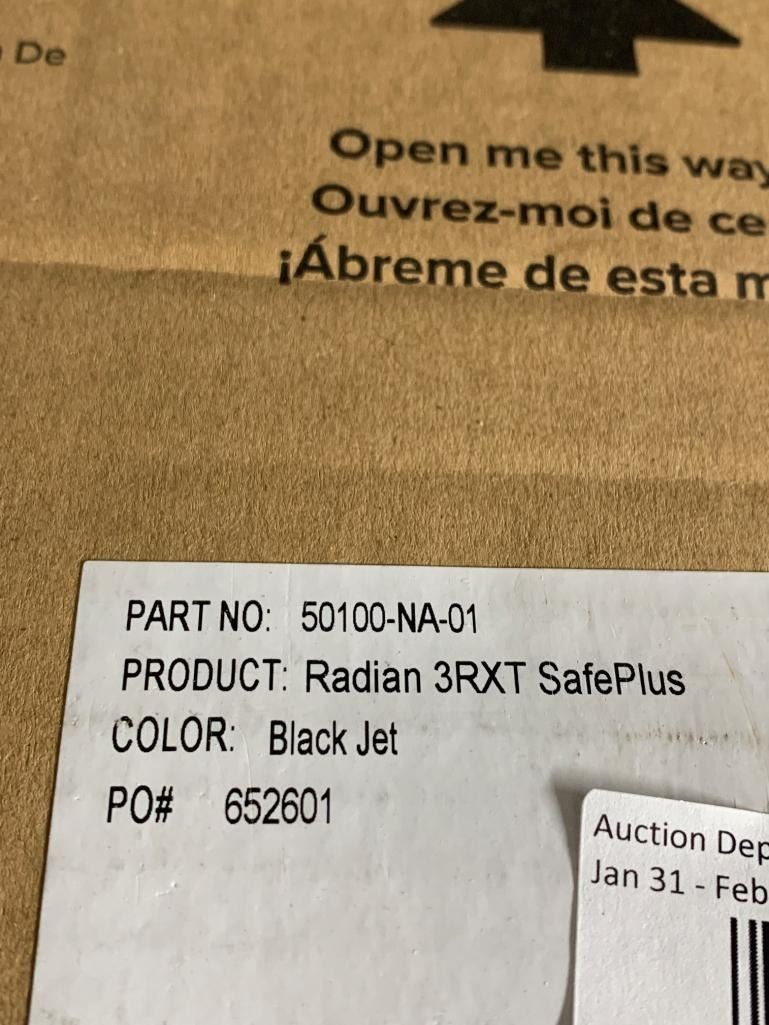 De
Open me this way
Ouvrez-moi de ce
¡Ábreme de esta
PART NO: 50100-NA-01
PRODUCT: Radian 3RXT SafePlus
COLOR: Black Jet
PO# 652601
Auction Dep
Jan 31 - Feb